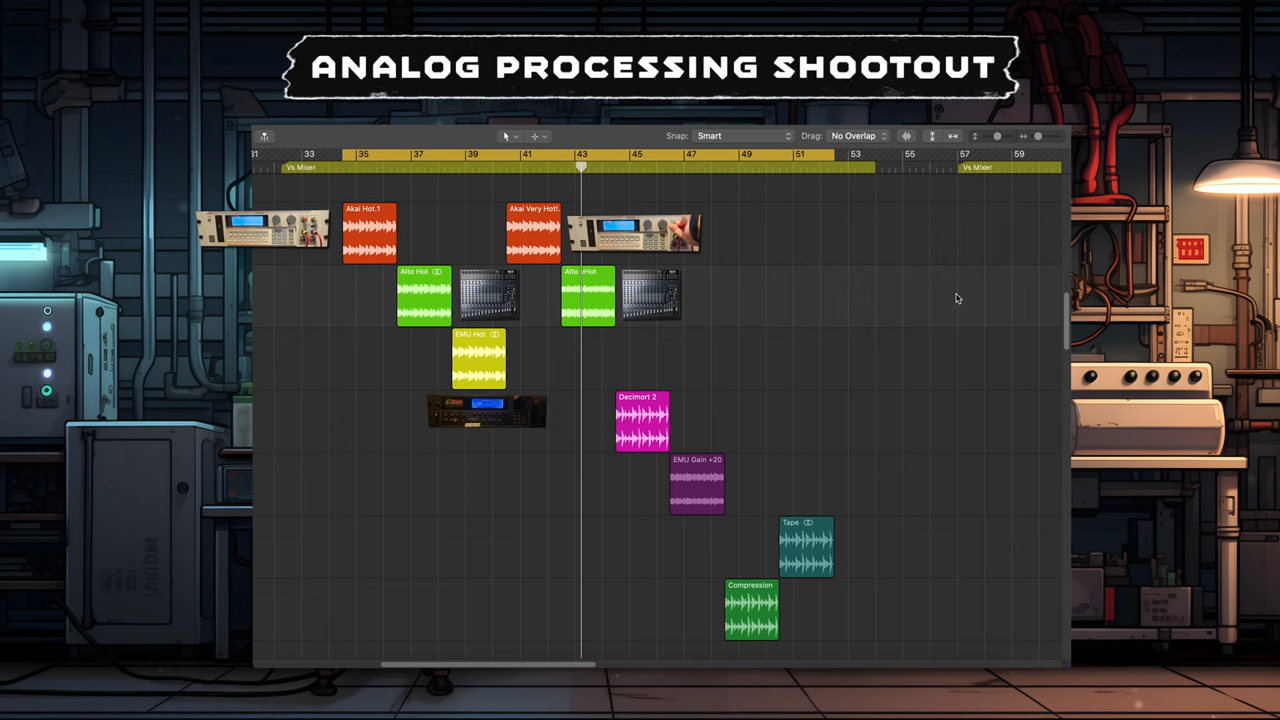 ANALOG PROCESSING SHOOTOUT
Snap: Smart Drag: No Overlap
31 33 35 37 39 41 43 45 47 49 51 53 55 57 59
Vs Mixer Vs Mixer
Akai Hot.1 Akai Very Hot!.
Alto Hot Alto vHot
EMU Hot
Decimort 2
EMU Gain +20
Tape
Compression